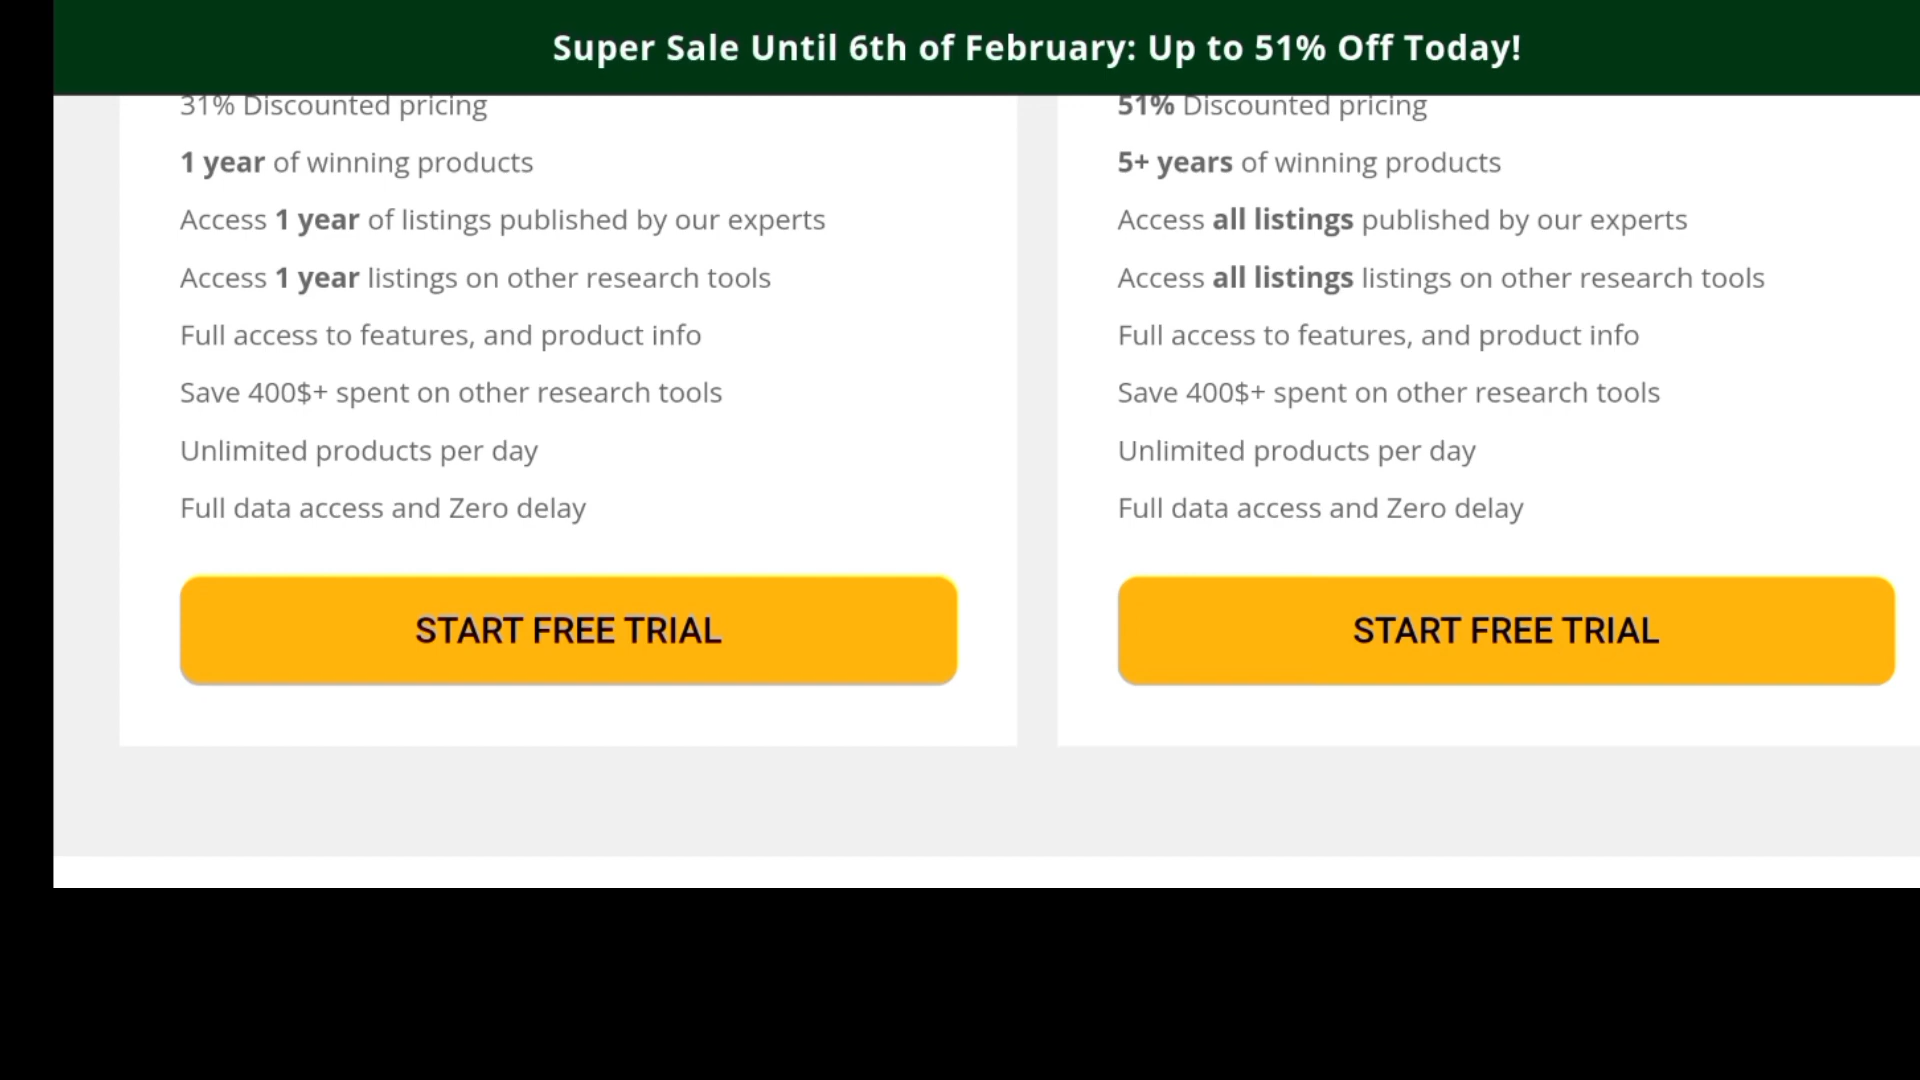 Super Sale Until 6th of February: Up to 51% Off Today!
31% Discounted pricing
1 year of winning products
Access 1 year of listings published by our experts
Access 1 year listings on other research tools
Full access to features, and product info
Save 400$+ spent on other research tools
Unlimited products per day
Full data access and Zero delay
START FREE TRIAL
51% Discounted pricing
5+ years of winning products
Access all listings published by our experts
Access all listings listings on other research tools
Full access to features, and product info
Save 400$+ spent on other research tools
Unlimited products per day
Full data access and Zero delay
START FREE TRIAL